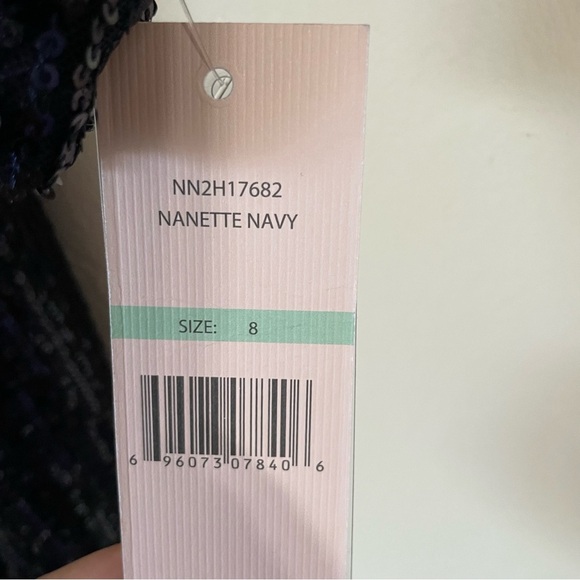 NN2H17682
NANETTE NAVY
SIZE: 8
6 96073 07840 6